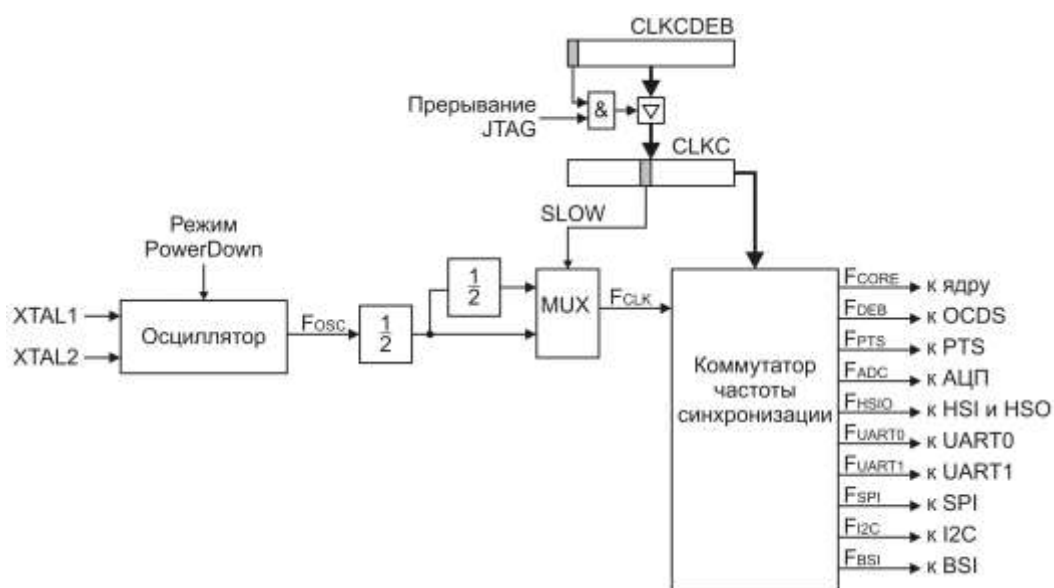 CLKCDEB
Прерывание
JTAG
&
CLKC
SLOW
Режим
PowerDown
XTAL1
XTAL2
Осциллятор
Fosc
1
2
1
2
MUX
FCLK
Коммутатор
частоты
синхронизации
FCORE к ядру
FDEB к OCDS
FPTS к PTS
FADC к АЦП
FHSIO к HSI и HSO
FUART0 к UART0
FUART1 к UART1
FSPI к SPI
FI2C к I2C
FBSI к BSI